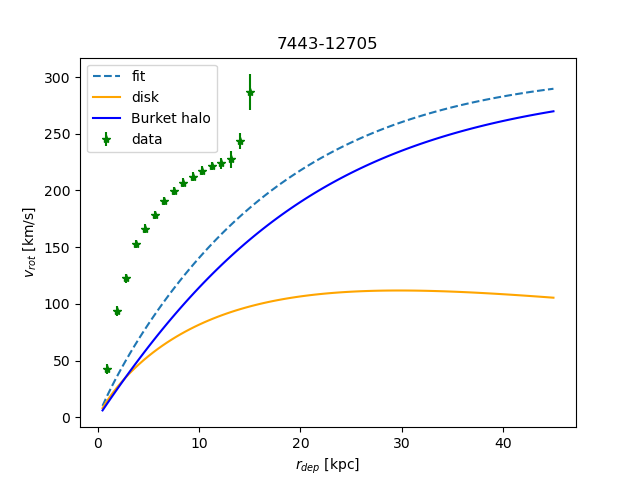 7443-12705
fit
disk
Burket halo
data
300
250
200
150
100
50
0
v_rot [km/s]
0 10 20 30 40
r_dep [kpc]